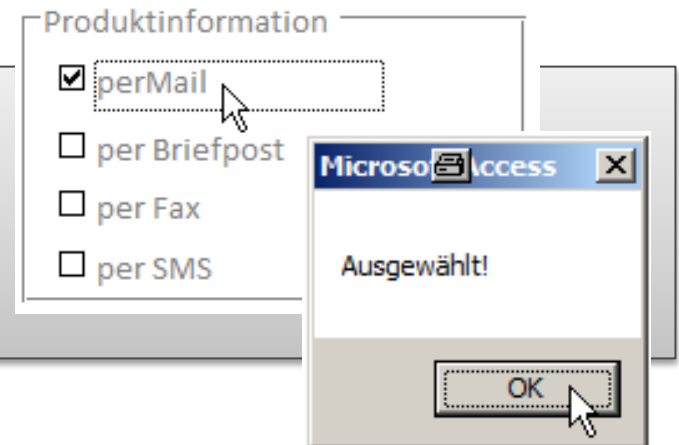 Produktinformation
perMail
per Briefpost
per Fax
per SMS
Microso ccess
Ausgewählt!
OK